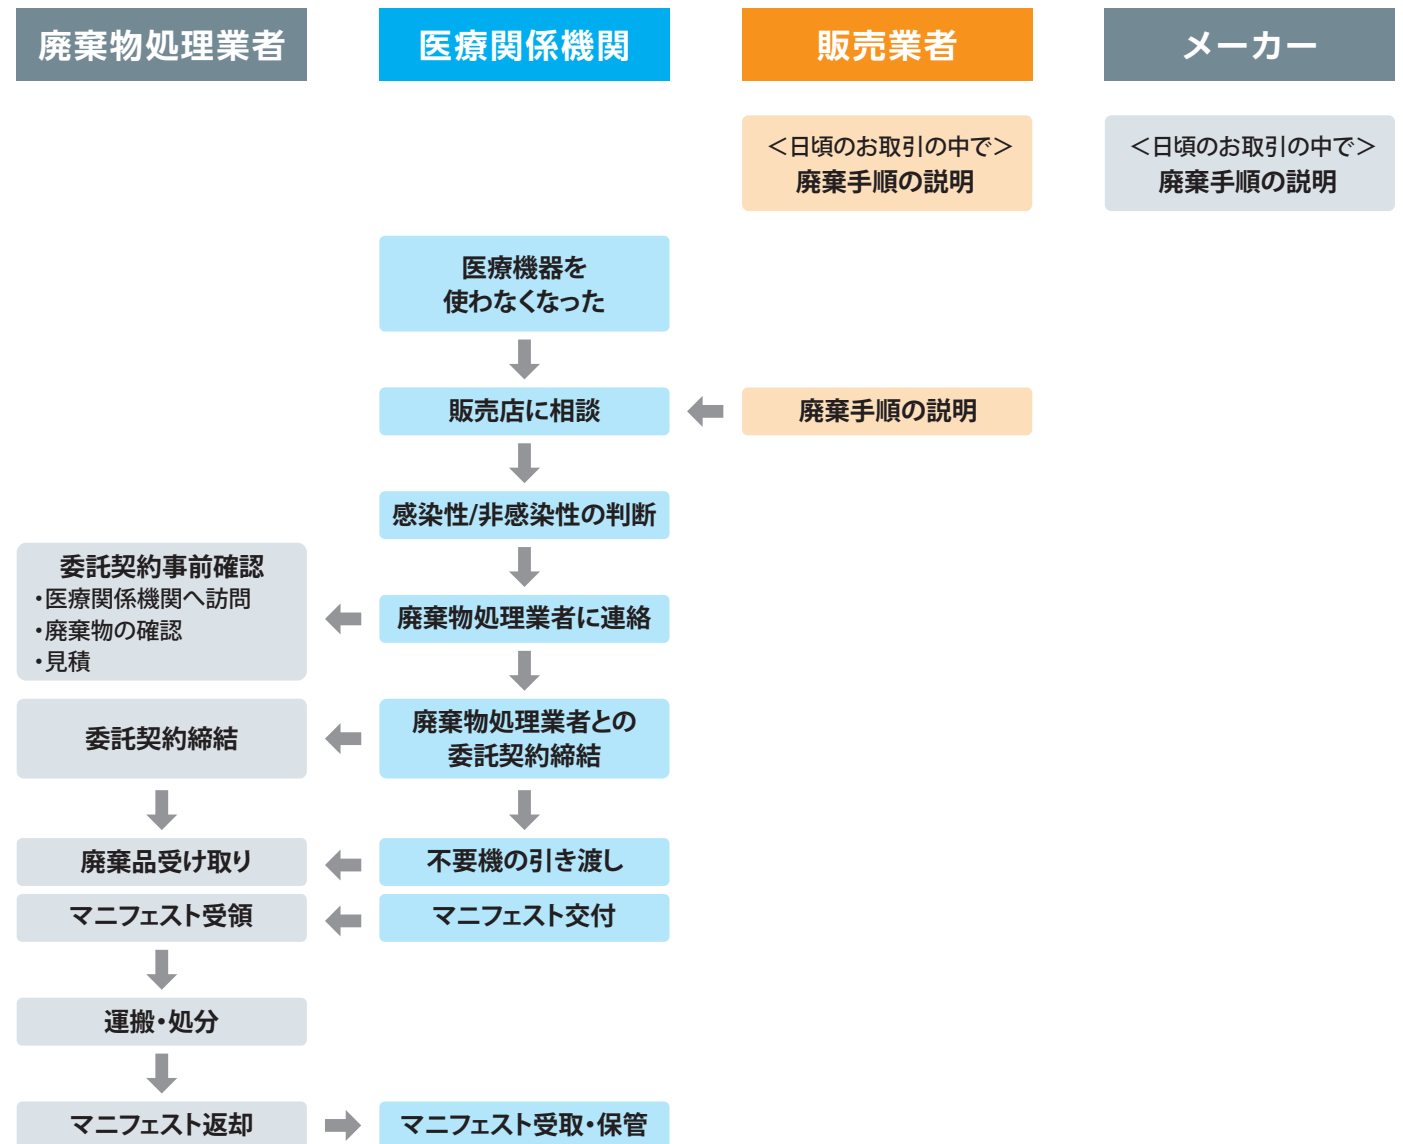 廃棄物処理業者
医療関係機関
販売業者
メーカー
＜日頃のお取引の中で＞
廃棄手順の説明
＜日頃のお取引の中で＞
廃棄手順の説明
医療機器を
使わなくなった
販売店に相談
廃棄手順の説明
感染性/非感染性の判断
委託契約事前確認
・医療関係機関へ訪問
・廃棄物の確認
・見積
廃棄物処理業者に連絡
委託契約締結
廃棄物処理業者との
委託契約締結
廃棄品受け取り
不要機の引き渡し
マニフェスト受領
マニフェスト交付
運搬・処分
マニフェスト返却
マニフェスト受取・保管